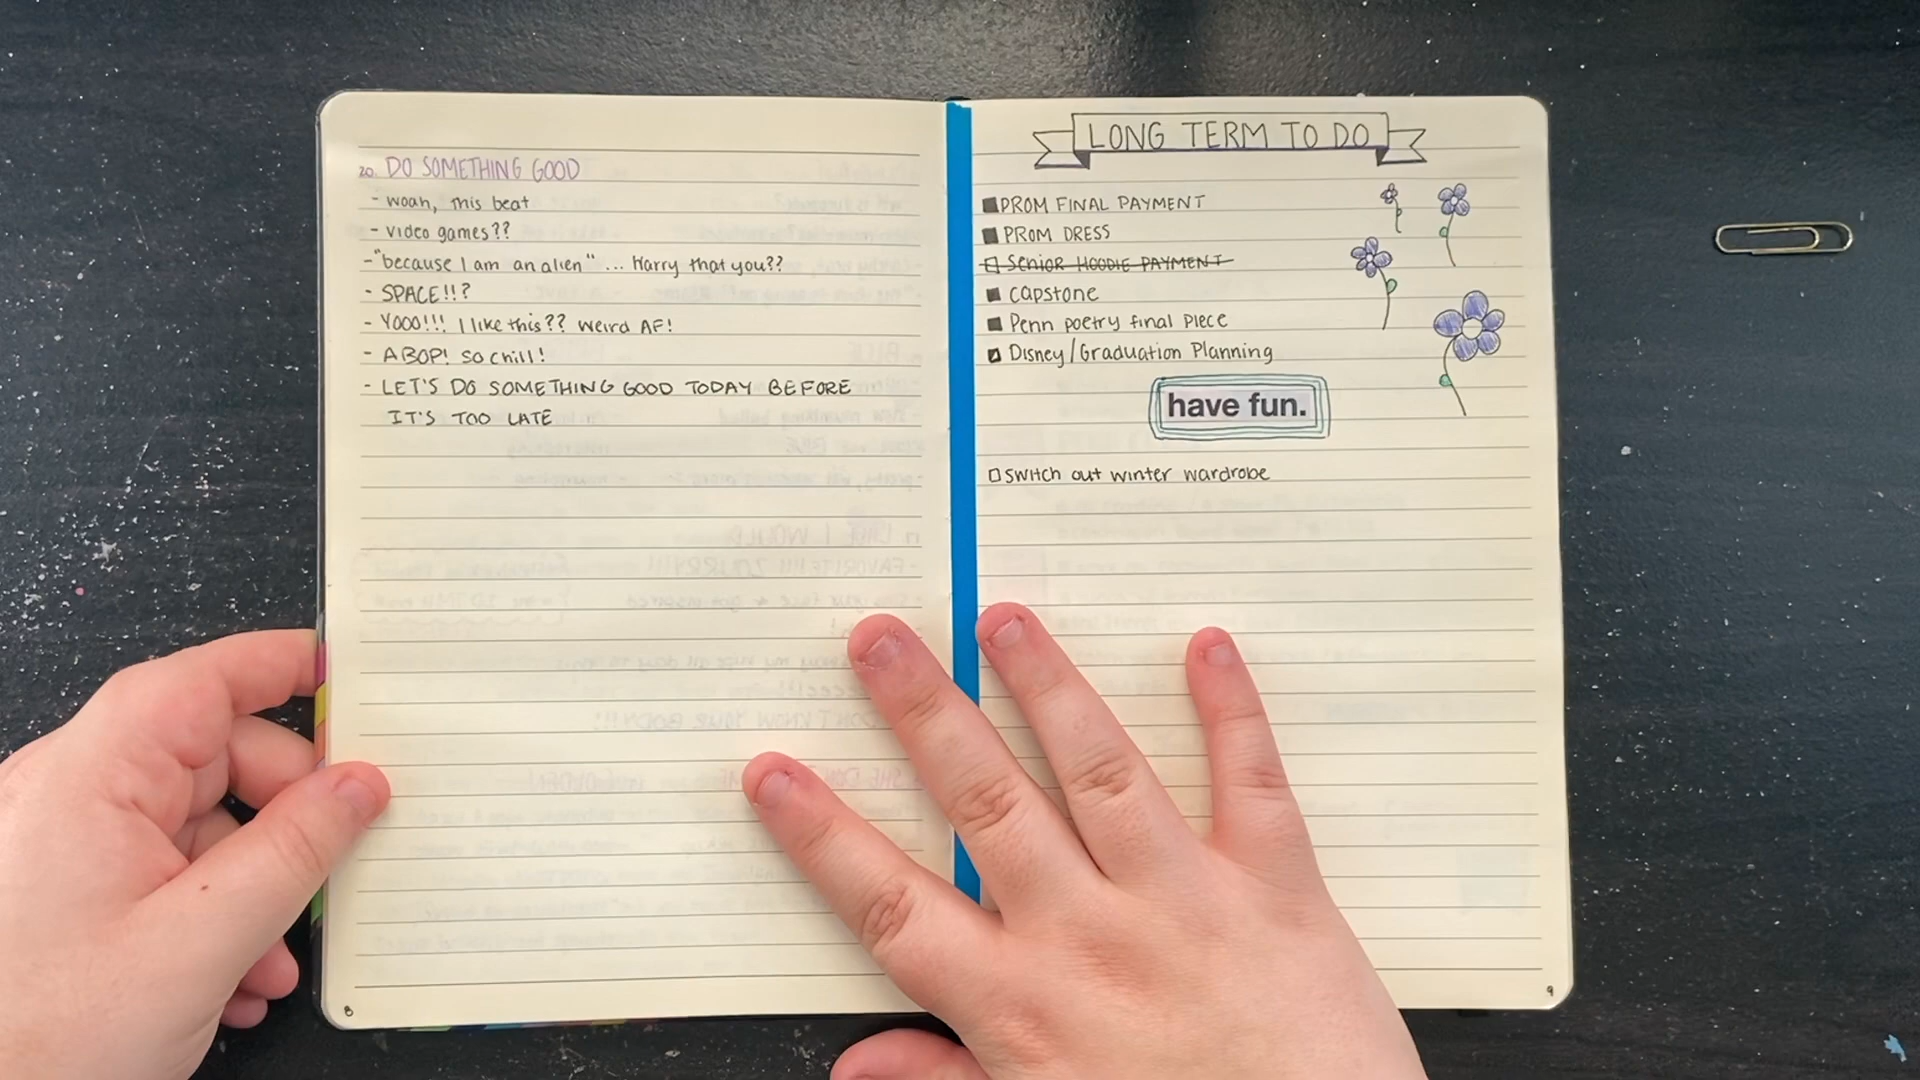 20. DO SOMETHING GOOD
- woah, this beat
- video games??
- "because I am an alien" ... Harry that you??
- SPACE!!?
- YOOO!!! I like this?? Weird AF!
- A BOP! so chill!
- LET'S DO SOMETHING GOOD TODAY BEFORE
IT'S TOO LATE
8
LONG TERM TO DO
PROM FINAL PAYMENT
PROM DRESS
Senior HOODIE PAYMENT
Capstone
Penn poetry final piece
Disney/Graduation Planning
have fun.
Switch out winter wardrobe
9